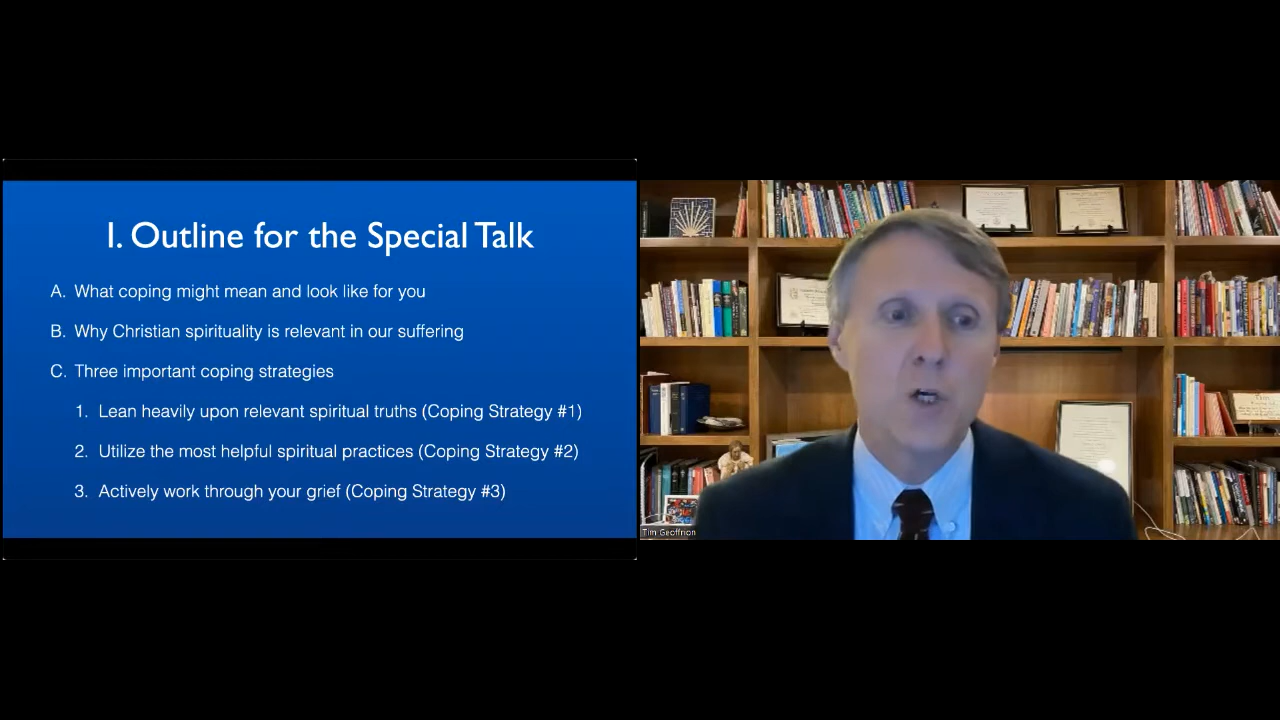 I. Outline for the Special Talk
A. What coping might mean and look like for you
B. Why Christian spirituality is relevant in our suffering
C. Three important coping strategies
1. Lean heavily upon relevant spiritual truths (Coping Strategy #1)
2. Utilize the most helpful spiritual practices (Coping Strategy #2)
3. Actively work through your grief (Coping Strategy #3)
Tim Geoffrion